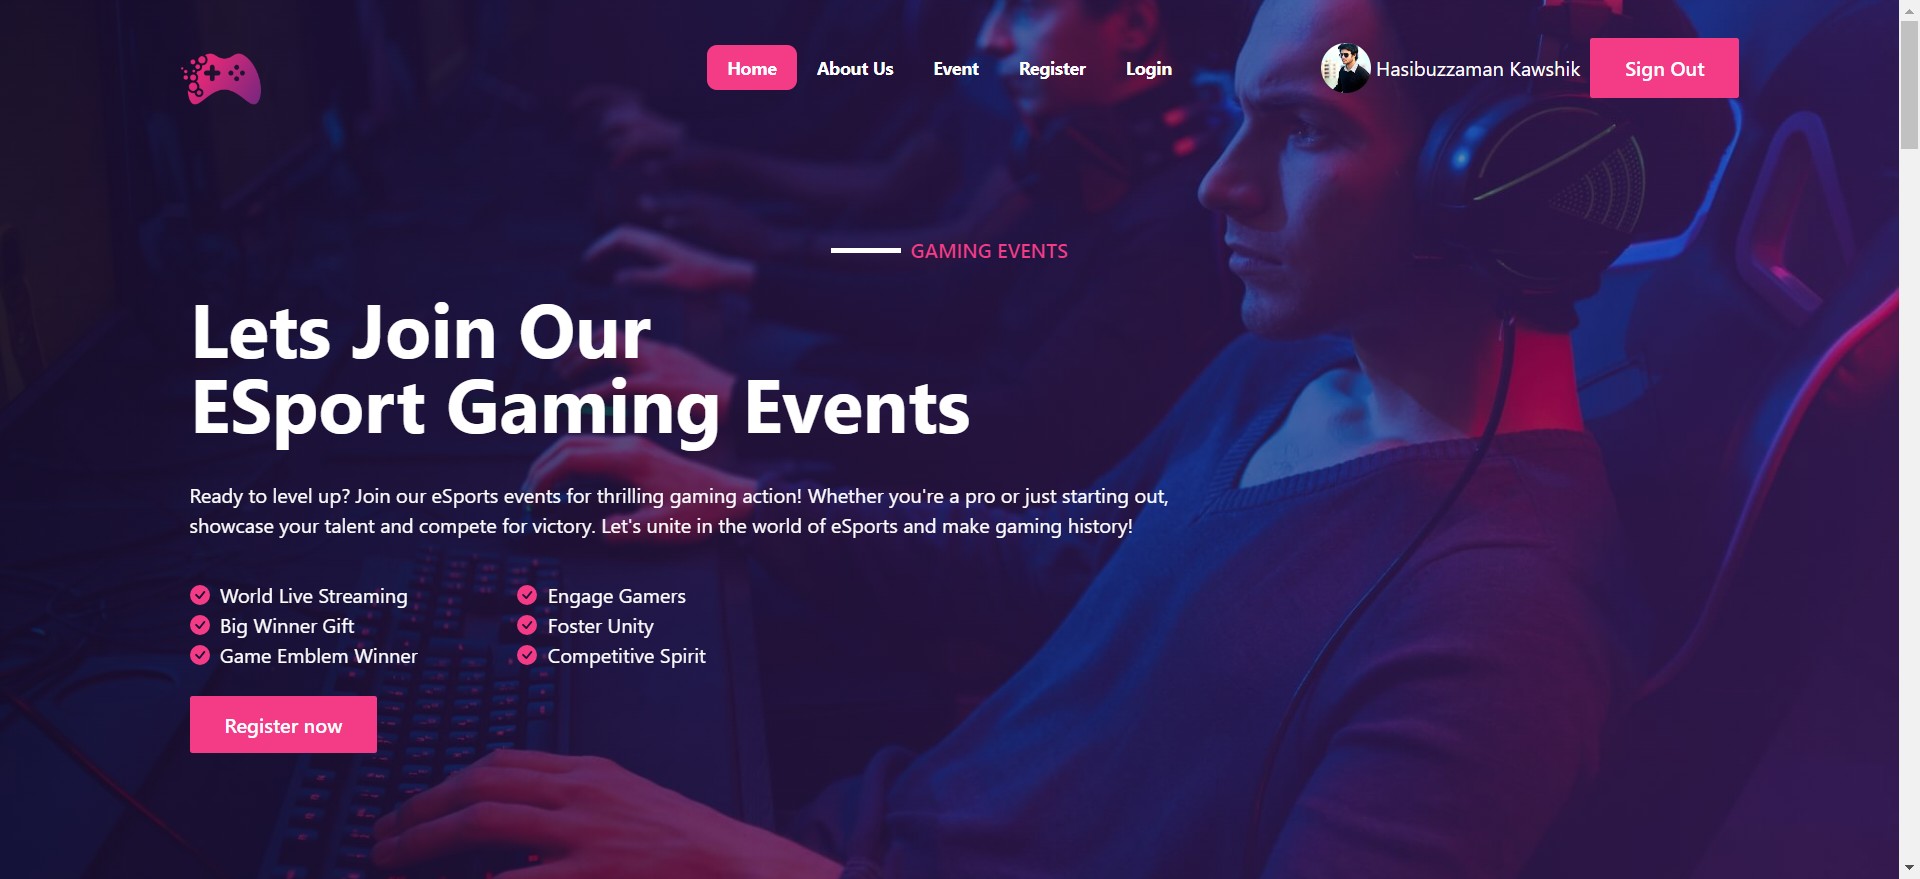 Home
About Us
Event
Register
Login
Hasibuzzaman Kawshik
Sign Out
GAMING EVENTS
Lets Join Our
ESport Gaming Events
Ready to level up? Join our eSports events for thrilling gaming action! Whether you're a pro or just starting out,
showcase your talent and compete for victory. Let's unite in the world of eSports and make gaming history!
World Live Streaming
Big Winner Gift
Game Emblem Winner
Engage Gamers
Foster Unity
Competitive Spirit
Register now